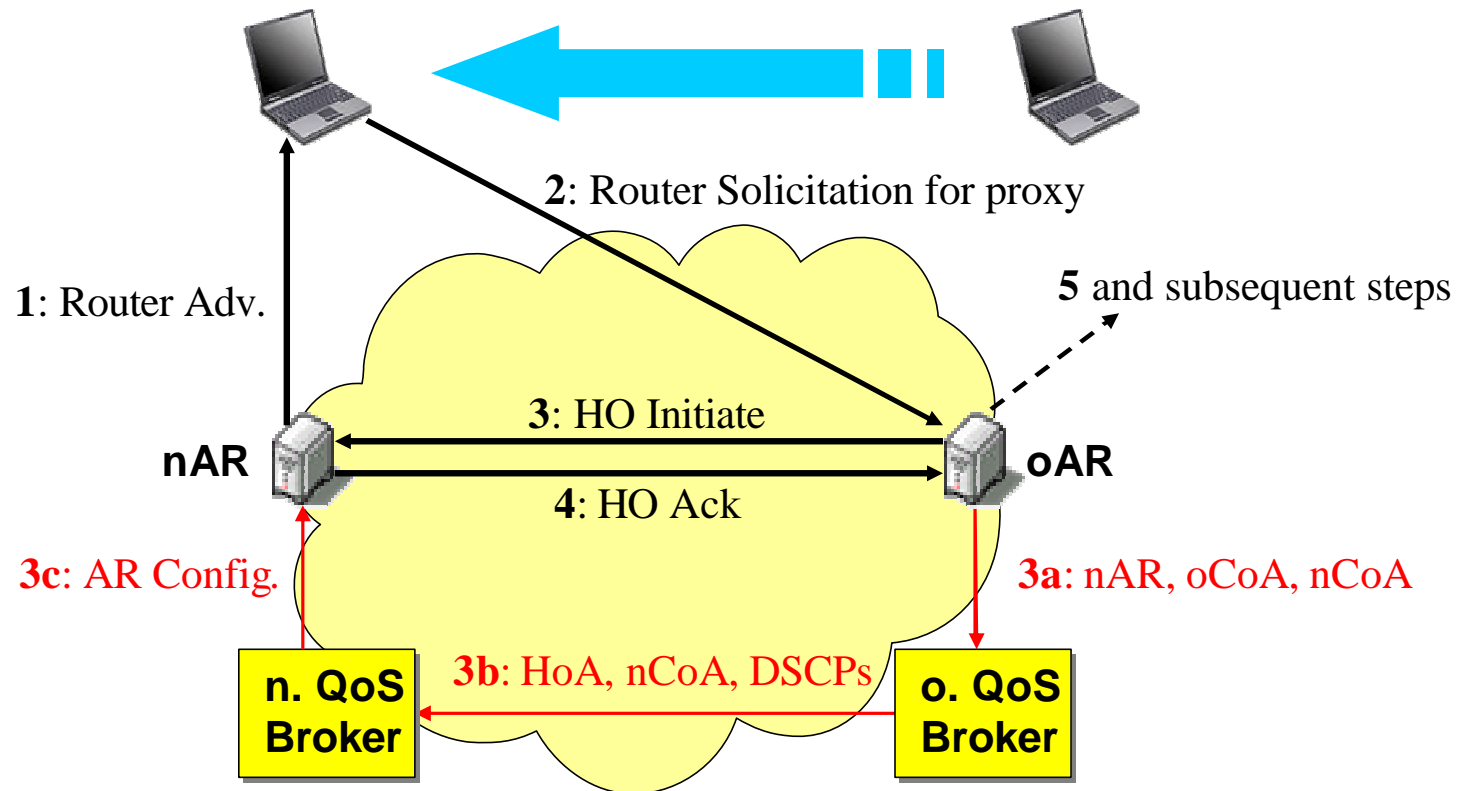 2: Router Solicitation for proxy
1: Router Adv.
5 and subsequent steps
3: HO Initiate
nAR
oAR
4: HO Ack
3c: AR Config.
3a: nAR, oCoA, nCoA
3b: HoA, nCoA, DSCPs
n. QoS
Broker
o. QoS
Broker